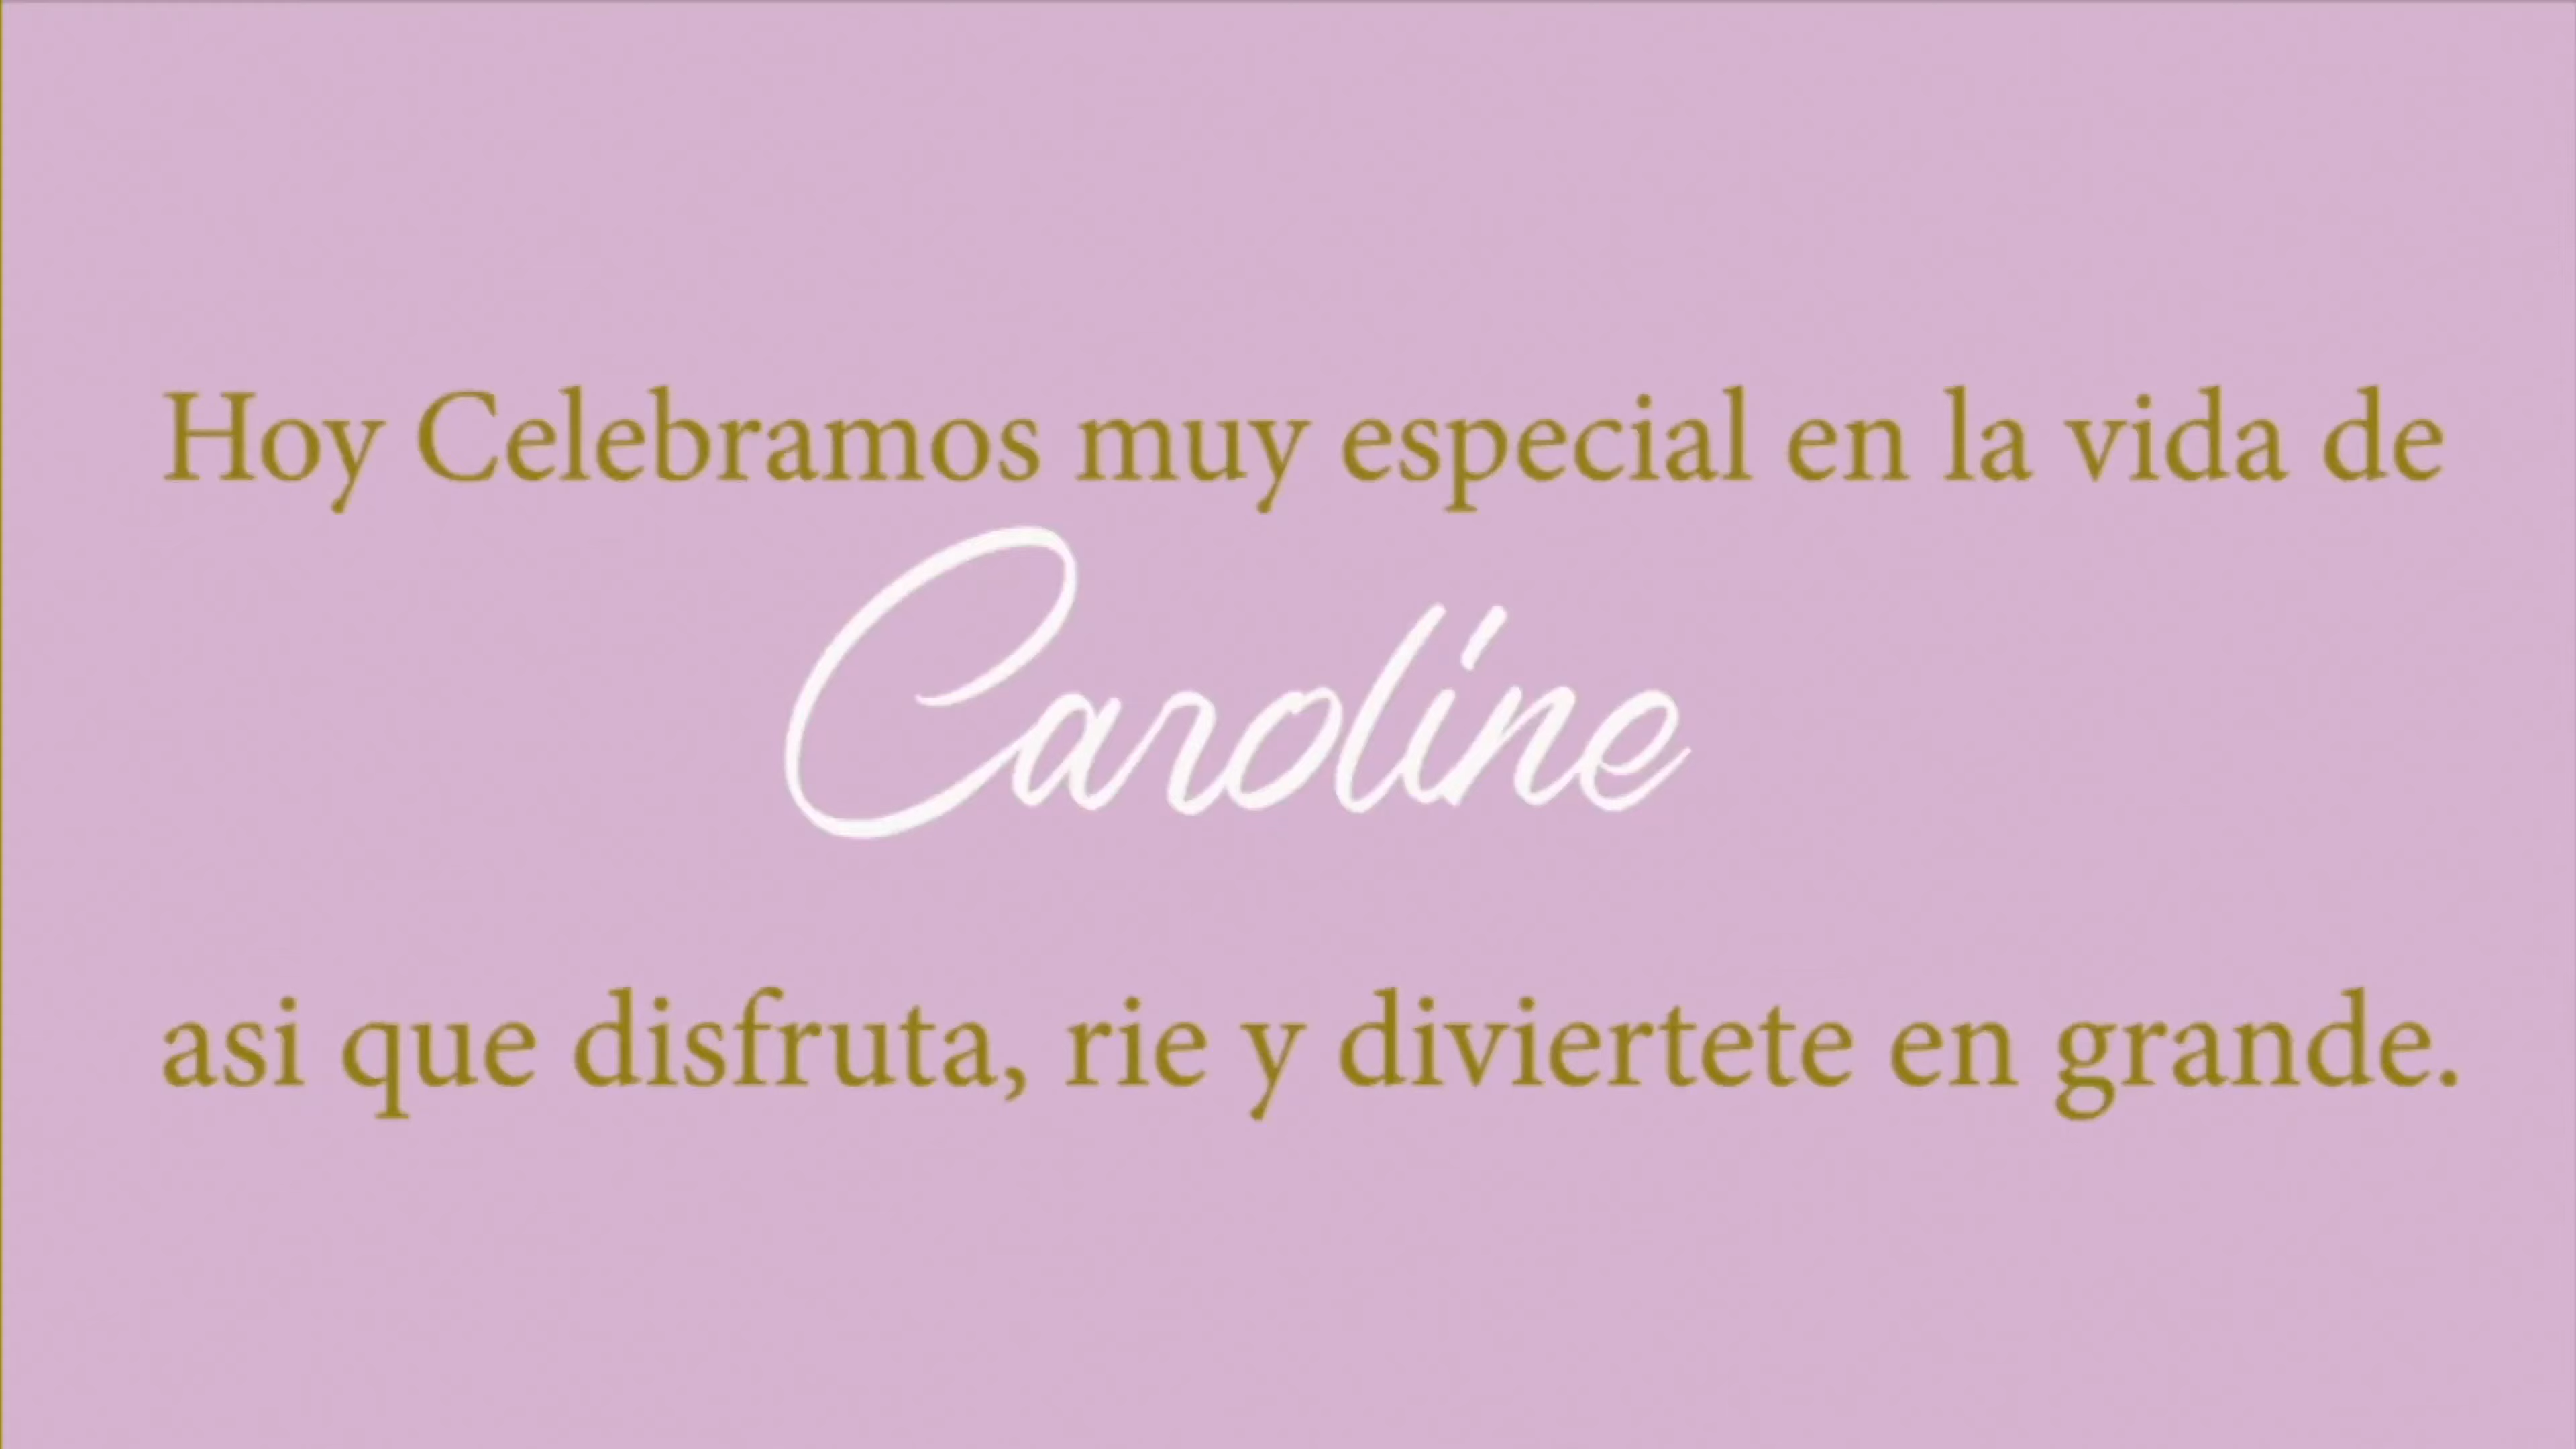 Hoy Celebramos muy especial en la vida de
Caroline
asi que disfruta, rie y diviertete en grande.